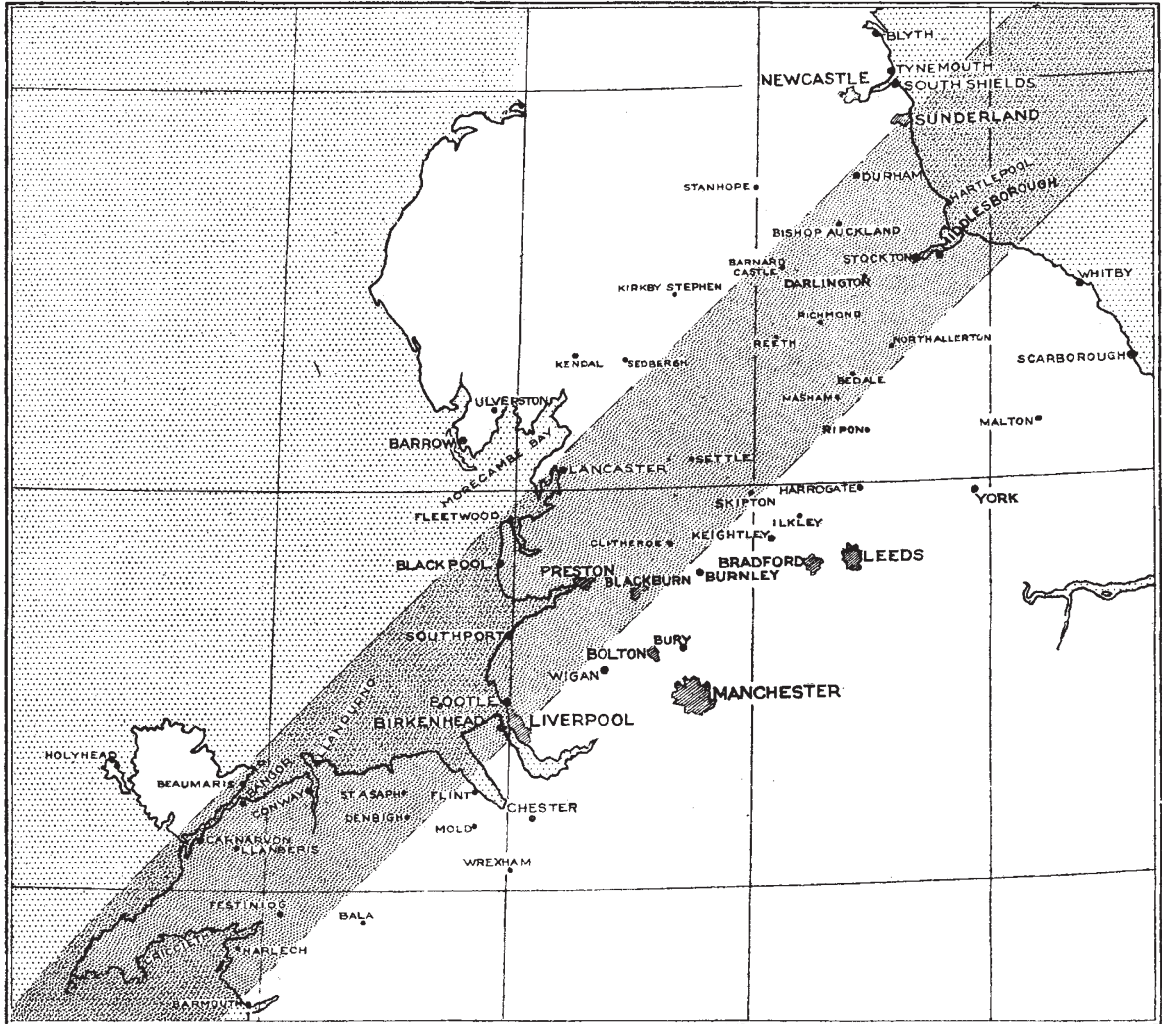 BLYTH
TYNEMOUTH
NEWCASTLE
SOUTH SHIELDS
SUNDERLAND
STANHOPE
DURHAM
HARTLEPOOL
MIDDLESBOROUGH
BISHOP AUCKLAND
STOCKTON
BARNARD
CASTLE
DARLINGTON
WHITBY
KIRKBY STEPHEN
RICHMOND
REETH
NORTHALLERTON
SCARBOROUGH
KENDAL
SEDBERGH
BEDALE
MASHAM
ULVERSTON
MALTON
RIPON
BARROW
MORECAMBE BAY
LANCASTER
SETTLE
HARROGATE
YORK
SKIPTON
FLEETWOOD
ILKLEY
KEIGHTLEY
CLITHEROE
BLACKPOOL
PRESTON
BLACKBURN
BURNLEY
BRADFORD
LEEDS
SOUTHPORT
BURY
BOLTON
WIGAN
MANCHESTER
BOOTLE
BIRKENHEAD
LIVERPOOL
LLANDURNO
HOLYHEAD
BEAUMARIS
BANGOR
CONWAY
ST ASAPH
FLINT
CHESTER
DENBIGH
MOLD
CARNARVON
LLANBERIS
WREXHAM
FESTINIOG
BALA
CRICCIETH
HARLECH
BARMOUTH